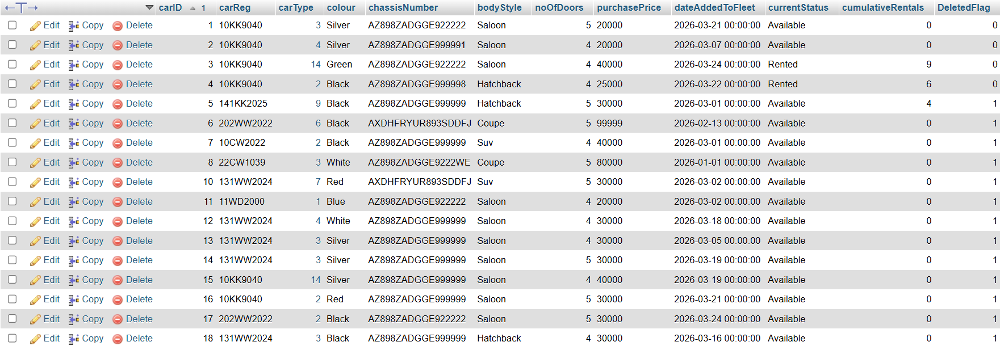 carID 1 carReg carType colour chassisNumber bodyStyle noOfDoors purchasePrice dateAddedToFleet currentStatus cumulativeRentals DeletedFlag
Edit Copy Delete 1 10KK9040 3 Silver AZ898ZADGGE922222 Saloon 5 20000 2026-03-21 00:00:00 Available 0 0
Edit Copy Delete 2 10KK9040 4 Silver AZ898ZADGGE999991 Saloon 4 20000 2026-03-07 00:00:00 Available 0 0
Edit Copy Delete 3 10KK9040 14 Green AZ898ZADGGE922222 Saloon 4 40000 2026-03-24 00:00:00 Rented 9 0
Edit Copy Delete 4 10KK9040 2 Black AZ898ZADGGE999998 Hatchback 4 25000 2026-03-22 00:00:00 Rented 6 0
Edit Copy Delete 5 141KK2025 9 Black AZ898ZADGGE999999 Hatchback 5 30000 2026-03-01 00:00:00 Available 4 1
Edit Copy Delete 6 202WW2022 6 Black AXDHFRYUR893SDDFJ Coupe 5 99999 2026-02-13 00:00:00 Available 0 1
Edit Copy Delete 7 10CW2022 2 Black AZ898ZADGGE999999 Suv 4 40000 2026-03-01 00:00:00 Available 0 1
Edit Copy Delete 8 22CW1039 3 White AZ898ZADGGE9222WE Coupe 5 80000 2026-01-01 00:00:00 Available 0 1
Edit Copy Delete 10 131WW2024 7 Red AXDHFRYUR893SDDFJ Suv 5 30000 2026-03-02 00:00:00 Available 0 1
Edit Copy Delete 11 11WD2000 1 Blue AZ898ZADGGE922222 Saloon 4 20000 2026-03-02 00:00:00 Available 0 1
Edit Copy Delete 12 131WW2024 4 White AZ898ZADGGE999999 Saloon 4 30000 2026-03-18 00:00:00 Available 0 1
Edit Copy Delete 13 131WW2024 3 Silver AZ898ZADGGE999999 Saloon 4 30000 2026-03-05 00:00:00 Available 0 1
Edit Copy Delete 14 131WW2024 3 Silver AZ898ZADGGE999999 Saloon 5 30000 2026-03-19 00:00:00 Available 0 1
Edit Copy Delete 15 10KK9040 14 Silver AZ898ZADGGE999999 Saloon 4 40000 2026-03-19 00:00:00 Available 0 1
Edit Copy Delete 16 10KK9040 2 Red AZ898ZADGGE999999 Saloon 5 30000 2026-03-21 00:00:00 Available 0 1
Edit Copy Delete 17 202WW2022 2 Black AZ898ZADGGE922222 Saloon 5 30000 2026-03-24 00:00:00 Available 0 1
Edit Copy Delete 18 131WW2024 3 Black AZ898ZADGGE999999 Hatchback 4 30000 2026-03-16 00:00:00 Available 0 1